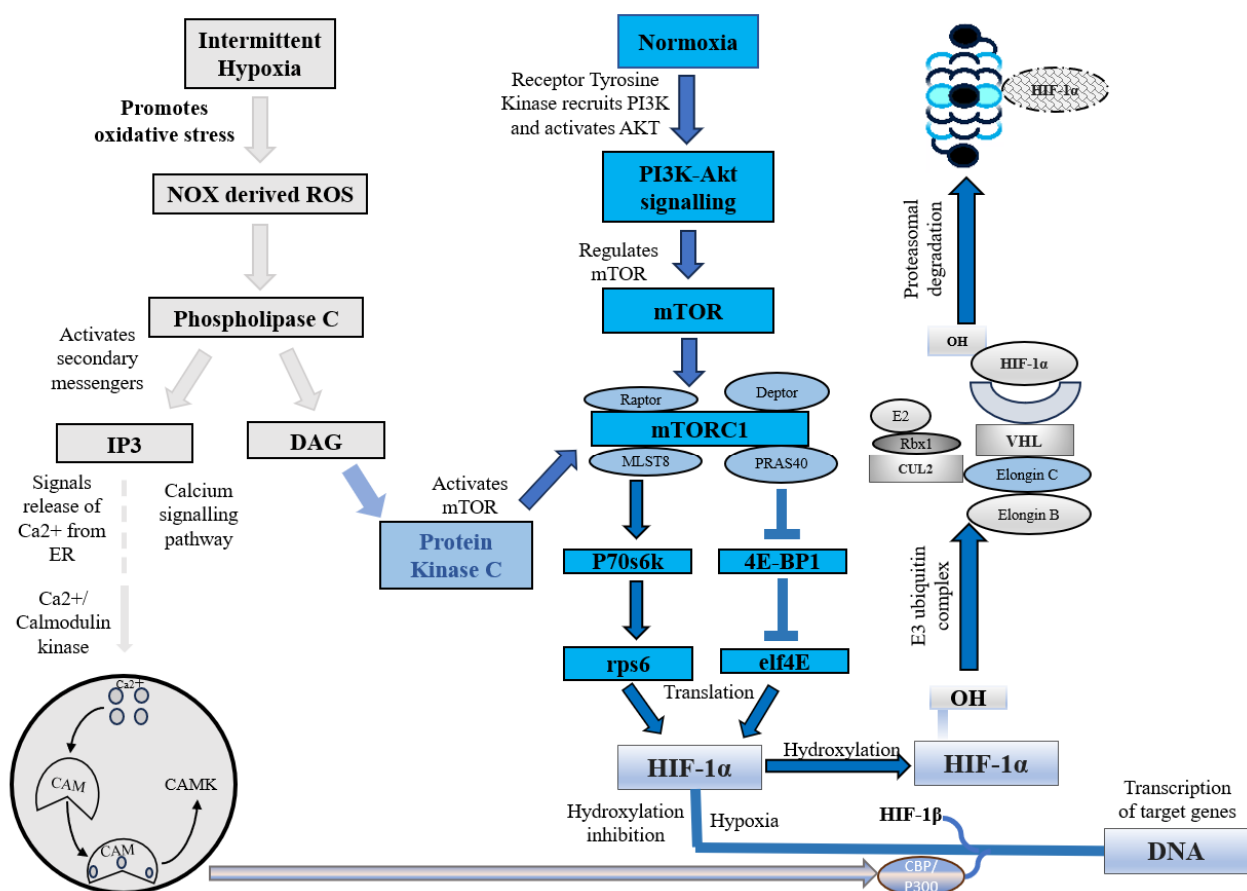 Intermittent
Hypoxia
Promotes
oxidative stress
NOX derived ROS
Phospholipase C
Activates
secondary
messengers
IP3
DAG
Signals
release of
Ca2+ from
ER
Calcium
signalling
pathway
Ca2+/
Calmodulin
kinase
Ca2+
CAM
CAMK
CAM
Protein
Kinase C
Activates
mTOR
Normoxia
Receptor Tyrosine
Kinase recruits PI3K
and activates AKT
PI3K-Akt
signalling
Regulates
mTOR
mTOR
Raptor
Deptor
mTORC1
MLST8
PRAS40
P70s6k
4E-BP1
rps6
elf4E
Translation
HIF-1α
Hydroxylation
HIF-1α
OH
Hydroxylation
inhibition
Hypoxia
HIF-1β
CBP/
P300
Transcription
of target genes
DNA
E3 ubiquitin
complex
Elongin B
Elongin C
CUL2
Rbx1
E2
VHL
HIF-1α
OH
Proteasomal
degradation
HIF-1α